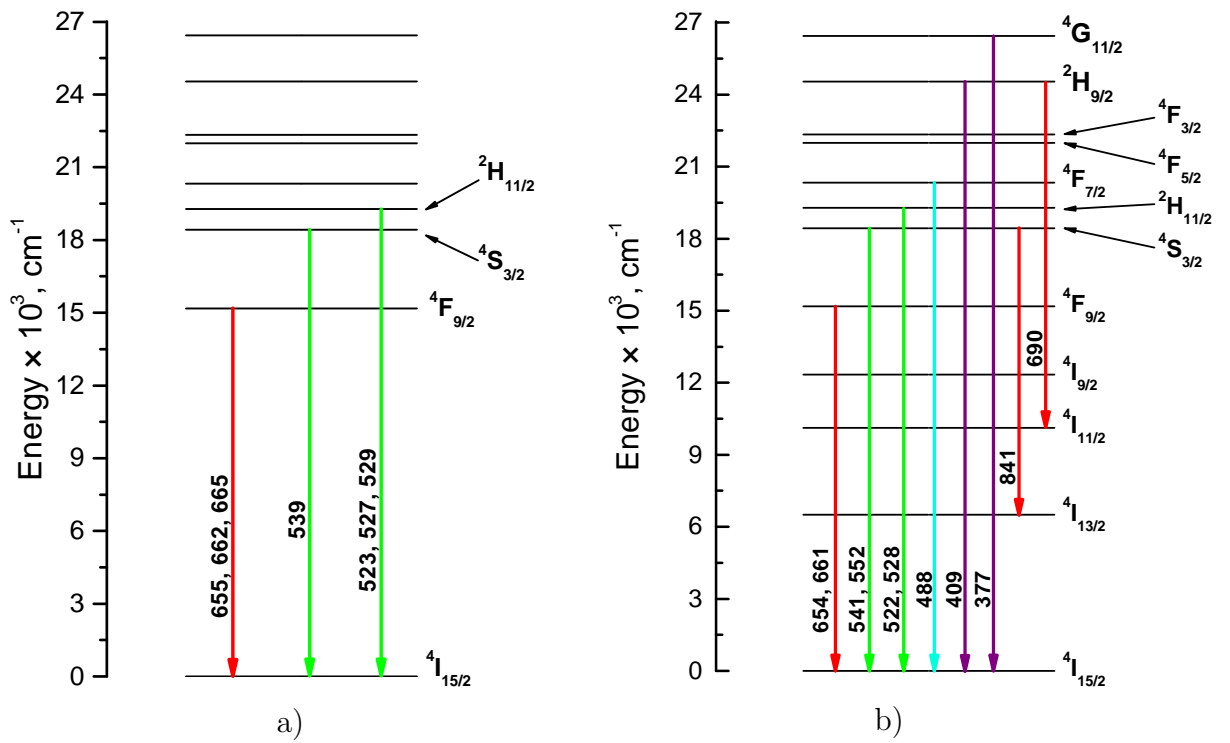 Energy × 10³, cm⁻¹
27
24
21
18
15
12
9
6
3
0
²H₁₁/₂
⁴S₃/₂
⁴F₉/₂
⁴I₁₅/₂
655, 662, 665
539
523, 527, 529
a)
Energy × 10³, cm⁻¹
27
24
21
18
15
12
9
6
3
0
⁴G₁₁/₂
²H₉/₂
⁴F₃/₂
⁴F₅/₂
⁴F₇/₂
²H₁₁/₂
⁴S₃/₂
⁴F₉/₂
⁴I₉/₂
⁴I₁₁/₂
⁴I₁₃/₂
⁴I₁₅/₂
654, 661
541, 552
522, 528
488
409
377
841
690
b)